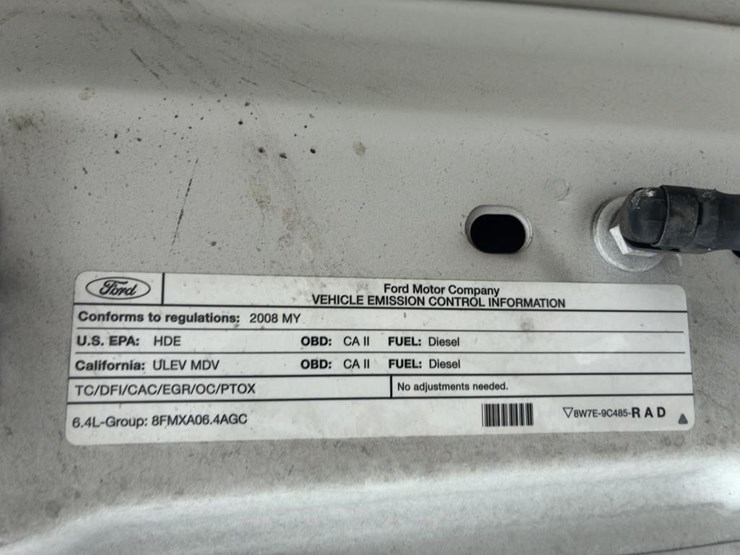 Ford
Ford Motor Company
VEHICLE EMISSION CONTROL INFORMATION
Conforms to regulations: 2008 MY
U.S. EPA: HDE OBD: CA II FUEL: Diesel
California: ULEV MDV OBD: CA II FUEL: Diesel
TC/DFI/CAC/EGR/OC/PTOX No adjustments needed.
6.4L-Group: 8FMXA06.4AGC ▽8W7E-9C485-R A D